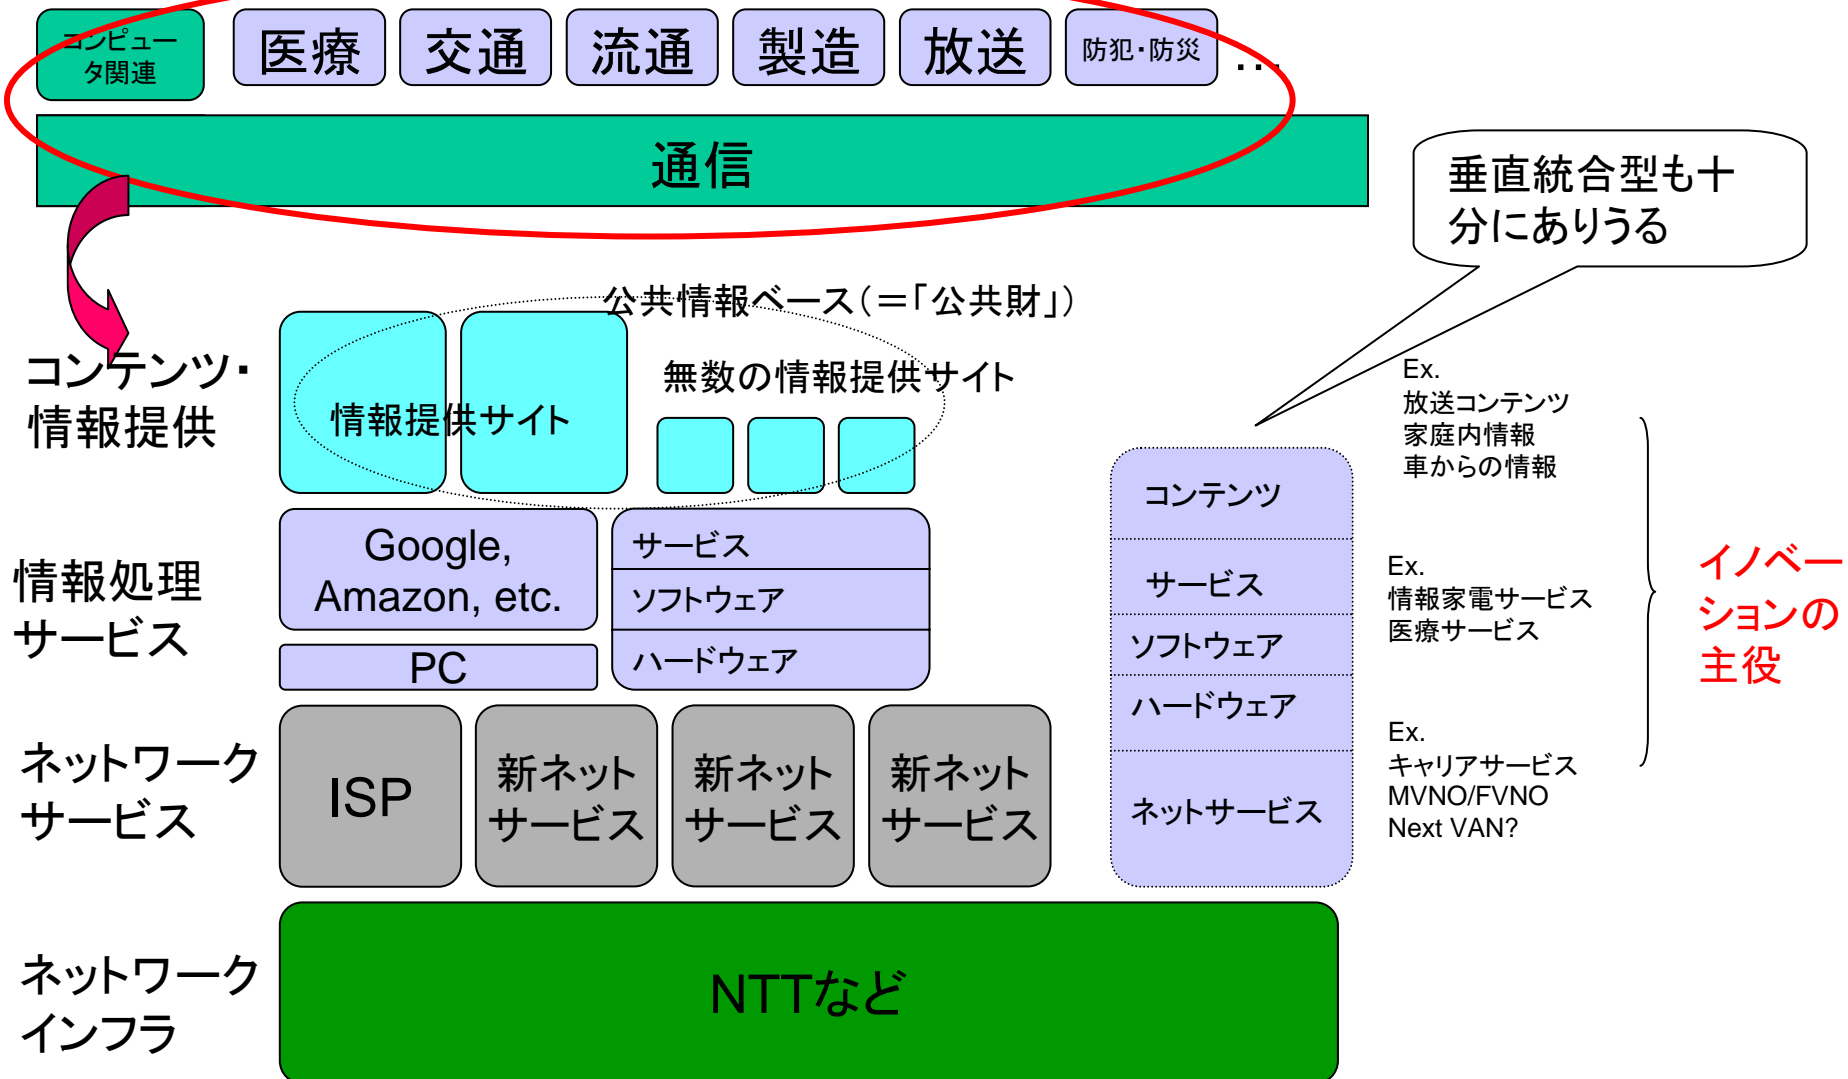 コンピュー
タ関連
医療
交通
流通
製造
放送
防犯・防災
…
通信
垂直統合型も十
分にありうる
公共情報ベース(=「公共財」)
コンテンツ・
情報提供
情報提供サイト
無数の情報提供サイト
Ex.
放送コンテンツ
家庭内情報
車からの情報
情報処理
サービス
Google,
Amazon, etc.
PC
サービス
ソフトウェア
ハードウェア
コンテンツ
サービス
ソフトウェア
ハードウェア
ネットサービス
Ex.
情報家電サービス
医療サービス
イノベー
ションの
主役
ネットワーク
サービス
ISP
新ネット
サービス
新ネット
サービス
新ネット
サービス
Ex.
キャリアサービス
MVNO/FVNO
Next VAN?
ネットワーク
インフラ
NTTなど